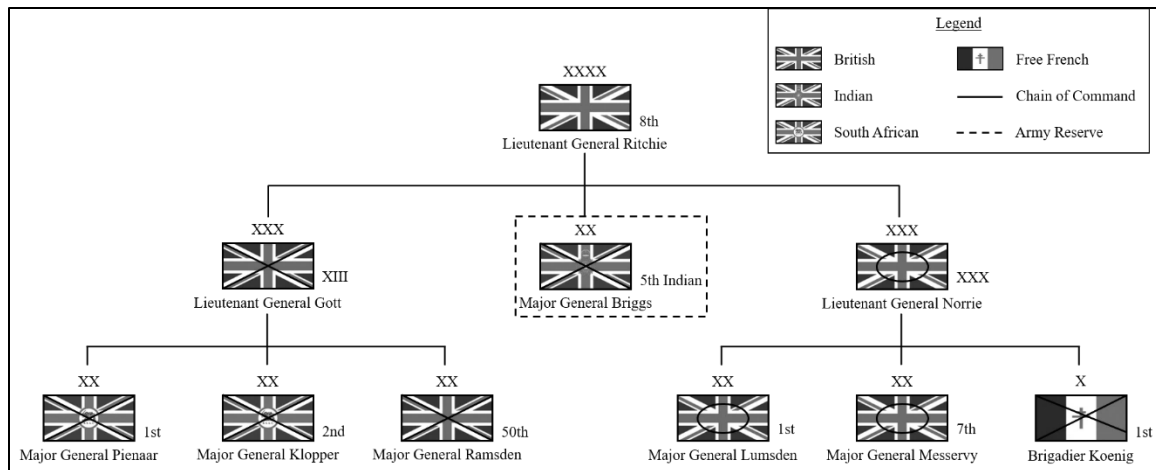 Legend
British
Free French
Indian
Chain of Command
South African
Army Reserve
XXXX
8th
Lieutenant General Ritchie
XXX
XIII
Lieutenant General Gott
XX
5th Indian
Major General Briggs
XXX
XXX
Lieutenant General Norrie
XX
1st
Major General Pienaar
XX
2nd
Major General Klopper
XX
50th
Major General Ramsden
XX
1st
Major General Lumsden
XX
7th
Major General Messervy
X
1st
Brigadier Koenig